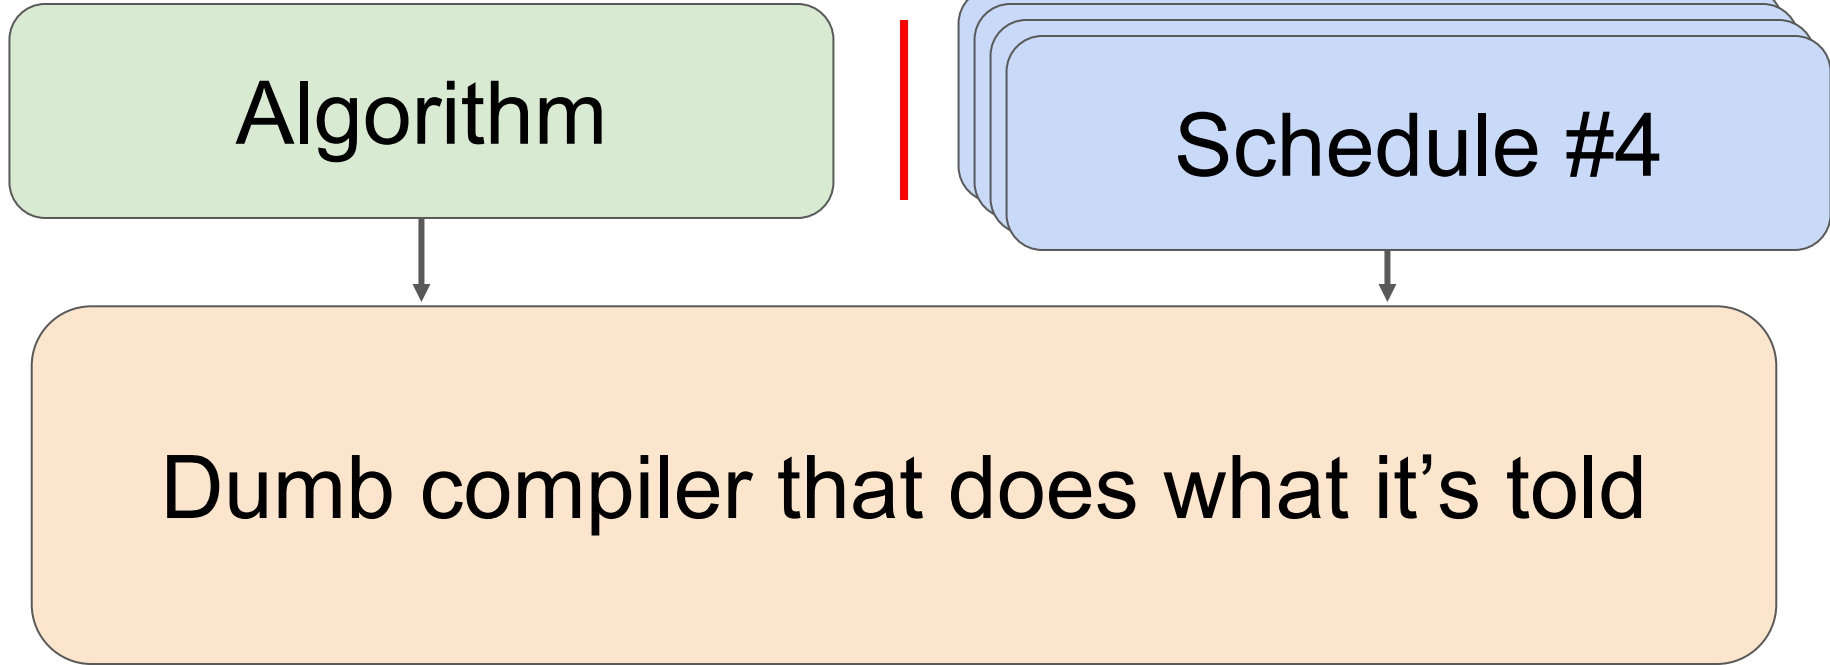 Algorithm
Schedule #4
Dumb compiler that does what it’s told